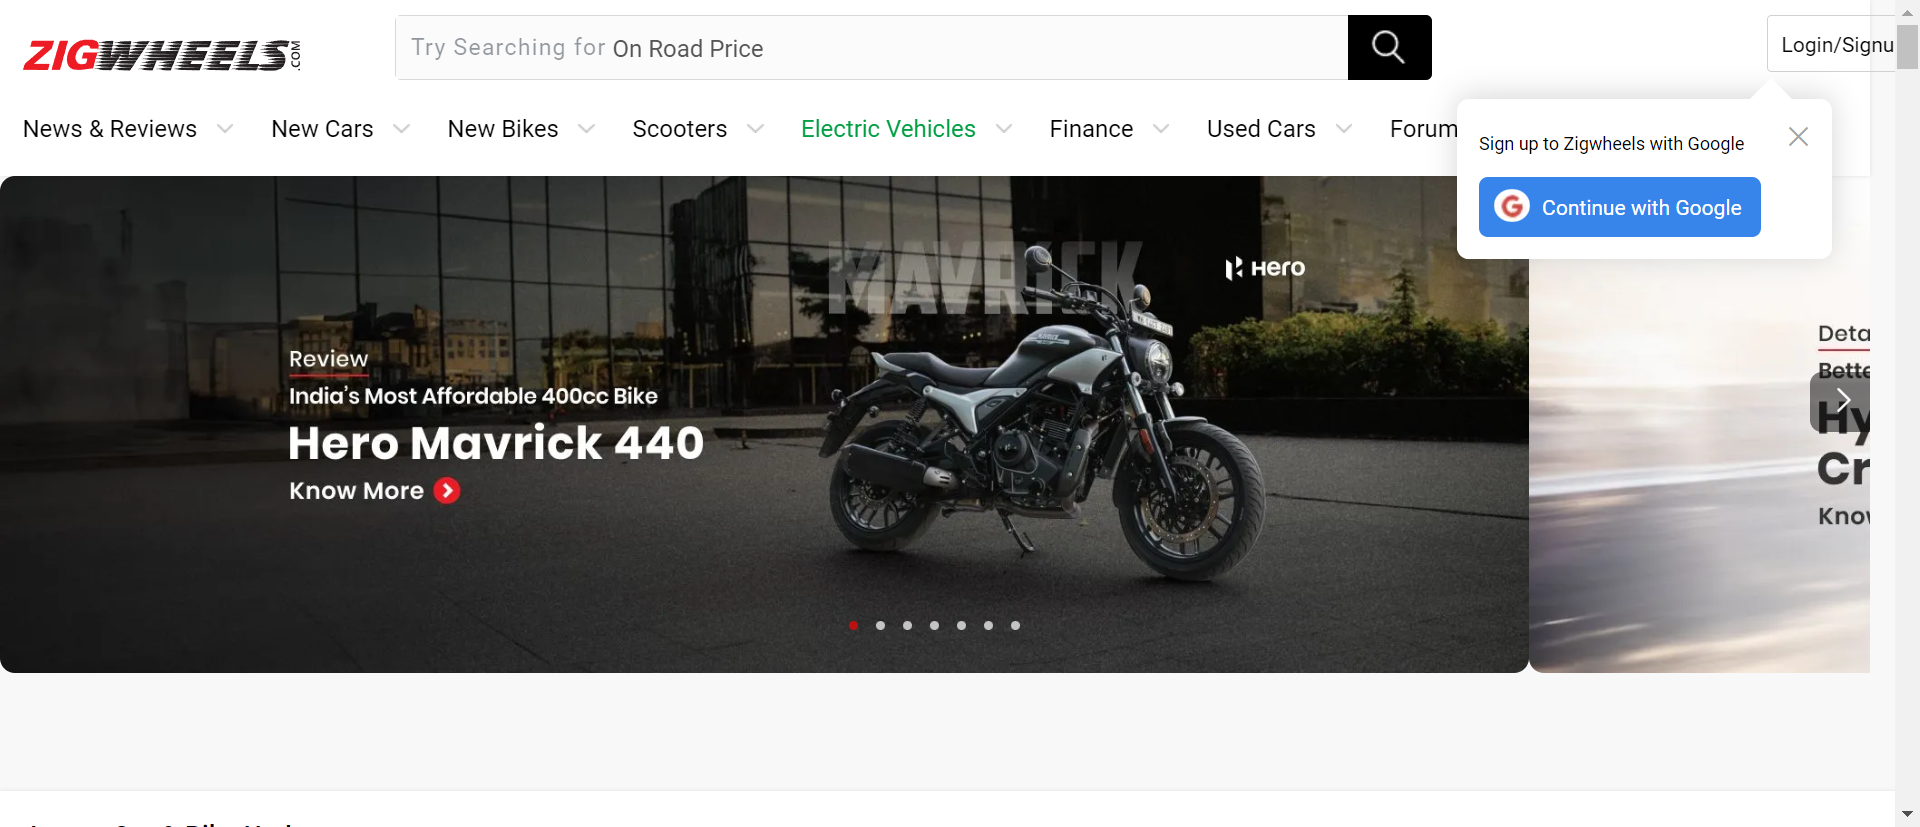 ZIGWHEELS.COM
Try Searching for On Road Price
Login/Signu
News & Reviews
New Cars
New Bikes
Scooters
Electric Vehicles
Finance
Used Cars
Forum
Sign up to Zigwheels with Google
Continue with Google
MAVRICK
Hero
Review
India's Most Affordable 400cc Bike
Hero Mavrick 440
Know More
Deta
Bette
Hy
Cr
Know